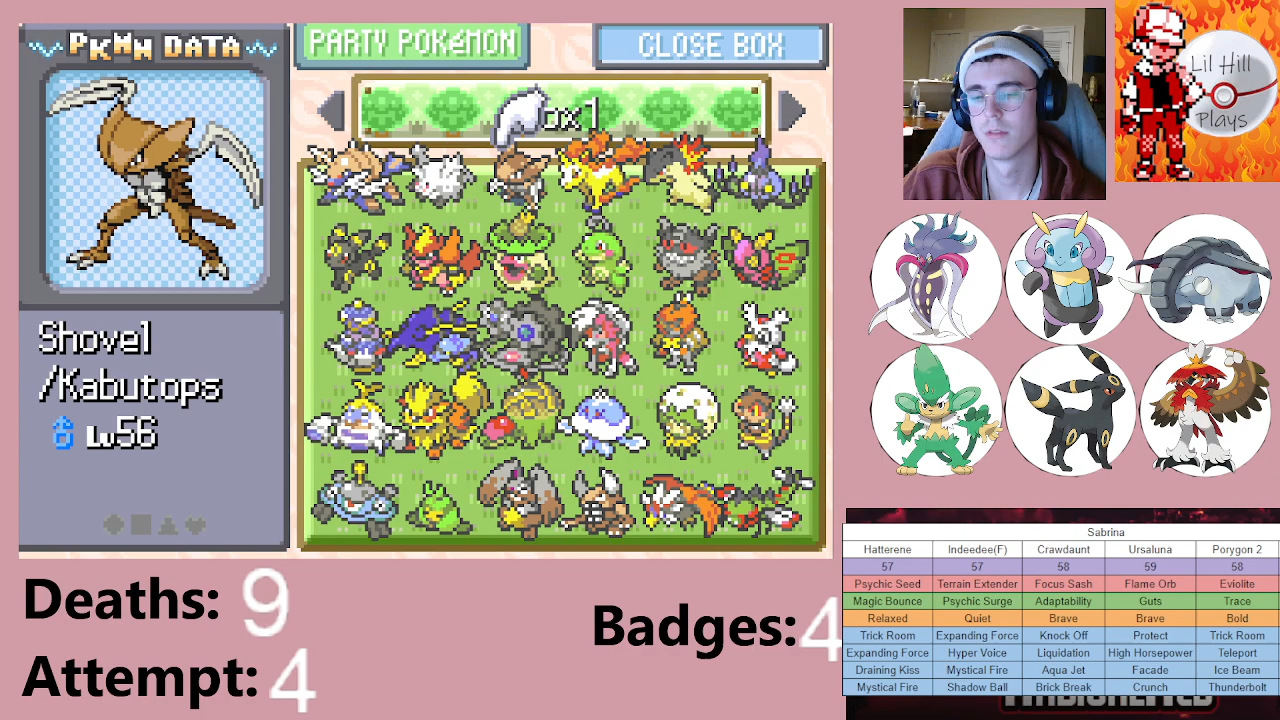 PKMN DATA
PARTY POKéMON
CLOSE BOX
Lil Hill
Plays
ox 1
Shovel
/Kabutops
Lv56
Deaths: 9
Attempt: 4
Badges: 4
Sabrina
Hatterene Indeedee(F) Crawdaunt Ursaluna Porygon 2
57 57 58 59 58
Psychic Seed Terrain Extender Focus Sash Flame Orb Eviolite
Magic Bounce Psychic Surge Adaptability Guts Trace
Relaxed Quiet Brave Brave Bold
Trick Room Expanding Force Knock Off Protect Trick Room
Expanding Force Hyper Voice Liquidation High Horsepower Teleport
Draining Kiss Mystical Fire Aqua Jet Facade Ice Beam
Mystical Fire Shadow Ball Brick Break Crunch Thunderbolt